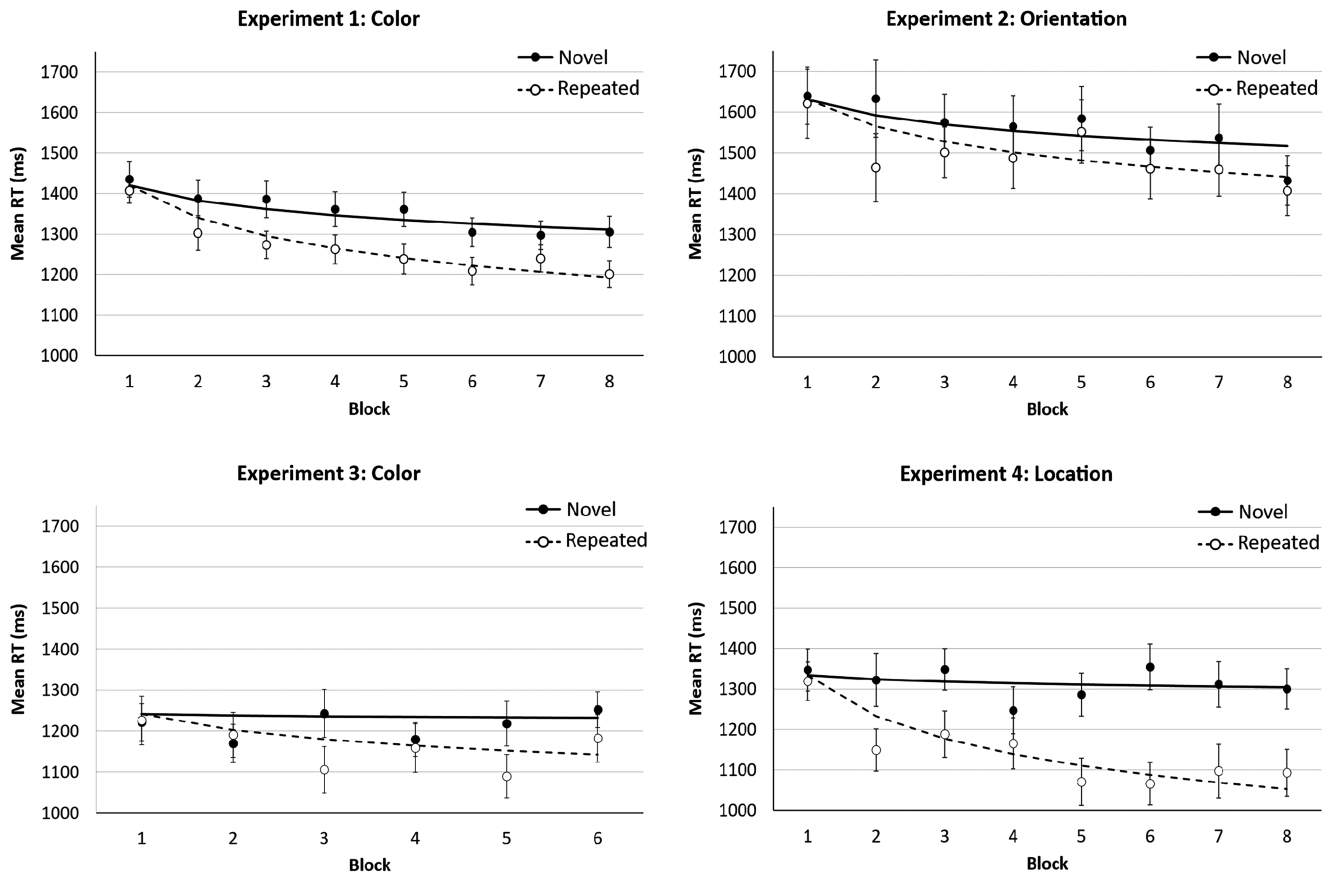 Experiment 1: Color
Novel
Repeated
1700
1600
1500
1400
1300
1200
1100
1000
Mean RT (ms)
1 2 3 4 5 6 7 8
Block
Experiment 2: Orientation
Novel
Repeated
1700
1600
1500
1400
1300
1200
1100
1000
Mean RT (ms)
1 2 3 4 5 6 7 8
Block
Experiment 3: Color
Novel
Repeated
1700
1600
1500
1400
1300
1200
1100
1000
Mean RT (ms)
1 2 3 4 5 6
Block
Experiment 4: Location
Novel
Repeated
1700
1600
1500
1400
1300
1200
1100
1000
Mean RT (ms)
1 2 3 4 5 6 7 8
Block